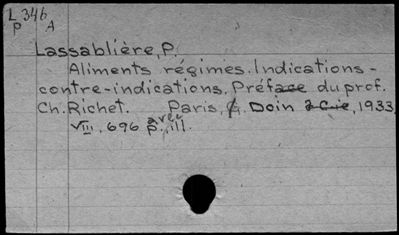 L 346
P A
Lassablière, P.
Aliments régimes. Indications -
contre-indications. Préface du prof.
Ch. Richet. Paris, G. Doin & Cie, 1933,
VIII. 696 p., avec ill.